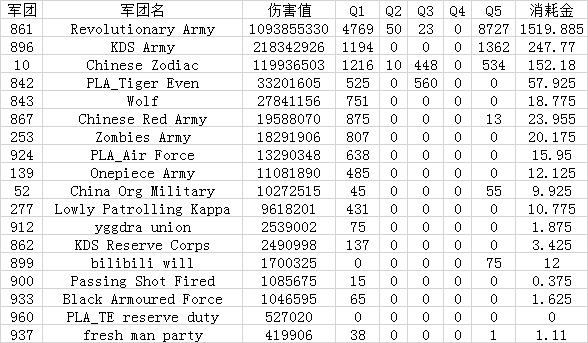 军团 军团名 伤害值 Q1 Q2 Q3 Q4 Q5 消耗金
861 Revolutionary Army 1093855330 4769 50 23 0 8727 1519.885
896 KDS Army 218342926 1194 0 0 0 1362 247.77
10 Chinese Zodiac 119936503 1216 10 448 0 534 152.18
842 PLA_Tiger Even 33201605 525 0 560 0 0 57.925
843 Wolf 27841156 751 0 0 0 0 18.775
867 Chinese Red Army 19588070 875 0 0 0 13 23.955
253 Zombies Army 18291906 807 0 0 0 0 20.175
924 PLA_Air Force 13290348 638 0 0 0 0 15.95
139 Onepiece Army 11081890 485 0 0 0 0 12.125
52 China Org Military 10272515 45 0 0 0 55 9.925
277 Lowly Patrolling Kappa 9618201 431 0 0 0 0 10.775
912 yggdra union 2539002 75 0 0 0 0 1.875
862 KDS Reserve Corps 2490998 137 0 0 0 0 3.425
899 bilibili will 1700325 0 0 0 0 75 12
900 Passing Shot Fired 1085675 15 0 0 0 0 0.375
933 Black Armoured Force 1046595 65 0 0 0 0 1.625
960 PLA_TE reserve duty 527020 0 0 0 0 0 0
937 fresh man party 419906 38 0 0 0 1 1.11